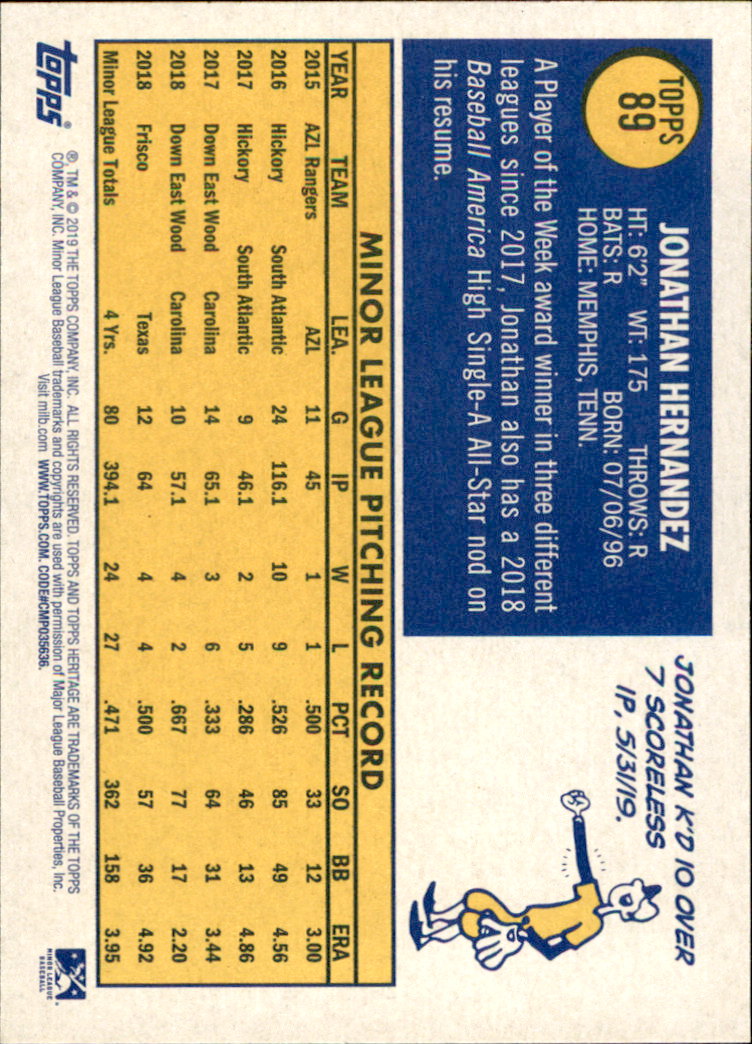 TOPPS
89
JONATHAN HERNANDEZ
HT: 6'2" WT: 175 THROWS: R
BATS: R BORN: 07/06/96
HOME: MEMPHIS, TENN.
A Player of the Week award winner in three different
leagues since 2017, Jonathan also has a 2018
Baseball America High Single-A All-Star nod on
his resume.
JONATHAN K'D 10 OVER
7 SCORELESS
IP, 5/31/19.
MINOR LEAGUE PITCHING RECORD
YEAR TEAM LEA. G IP W L PCT SO BB ERA
2015 AZL Rangers AZL 11 45 1 1 .500 33 12 3.00
2016 Hickory South Atlantic 24 116.1 10 9 .526 85 49 4.56
2017 Hickory South Atlantic 9 46.1 2 5 .286 46 13 4.86
2017 Down East Wood Carolina 14 65.1 3 6 .333 64 31 3.44
2018 Down East Wood Carolina 10 57.1 4 2 .667 77 17 2.20
2018 Frisco Texas 12 64 4 4 .500 57 36 4.92
Minor League Totals 4 Yrs. 80 394.1 24 27 .471 362 158 3.95
topps®
®, TM & © 2019 THE TOPPS COMPANY, INC. ALL RIGHTS RESERVED. TOPPS AND TOPPS HERITAGE ARE TRADEMARKS OF THE TOPPS
COMPANY, INC. Minor League Baseball trademarks and copyrights are used with permission of Major League Baseball Properties, Inc.
Visit milb.com WWW.TOPPS.COM. CODE#CMP035636.
MINOR LEAGUE
BASEBALL